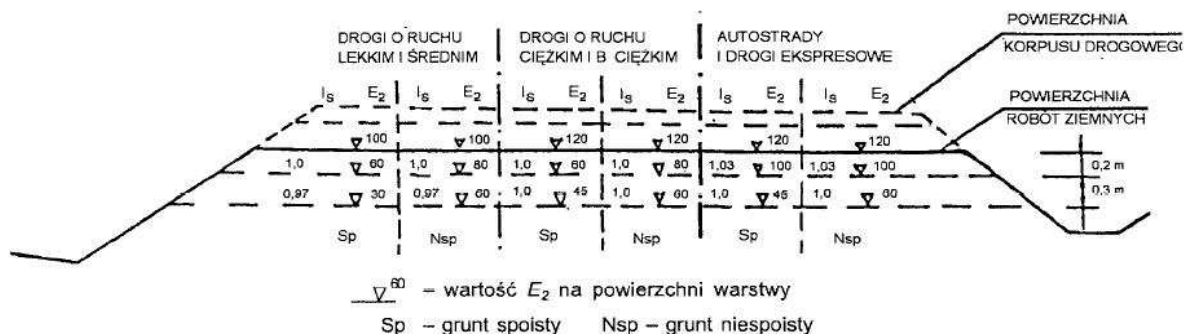 DROGI O RUCHU
LEKKIM I ŚREDNIM
DROGI O RUCHU
CIĘŻKIM I B CIĘŻKIM
AUTOSTRADY
I DROGI EKSPRESOWE
POWIERZCHNIA
KORPUSU DROGOWEGO
POWIERZCHNIA
ROBÓT ZIEMNYCH
IS E2 IS E2 IS E2 IS E2 IS E2 IS E2
100 100 120 120 120 120
1,0 60 1,0 80 1,0 60 1,0 80 1,03 100 1,03 100 0,2 m
0,97 30 0,97 60 1,0 45 1,0 60 1,0 45 1,0 60 0,3 m
Sp Nsp Sp Nsp Sp Nsp
60 – wartość E2 na powierzchni warstwy
Sp – grunt spoisty Nsp – grunt niespoisty